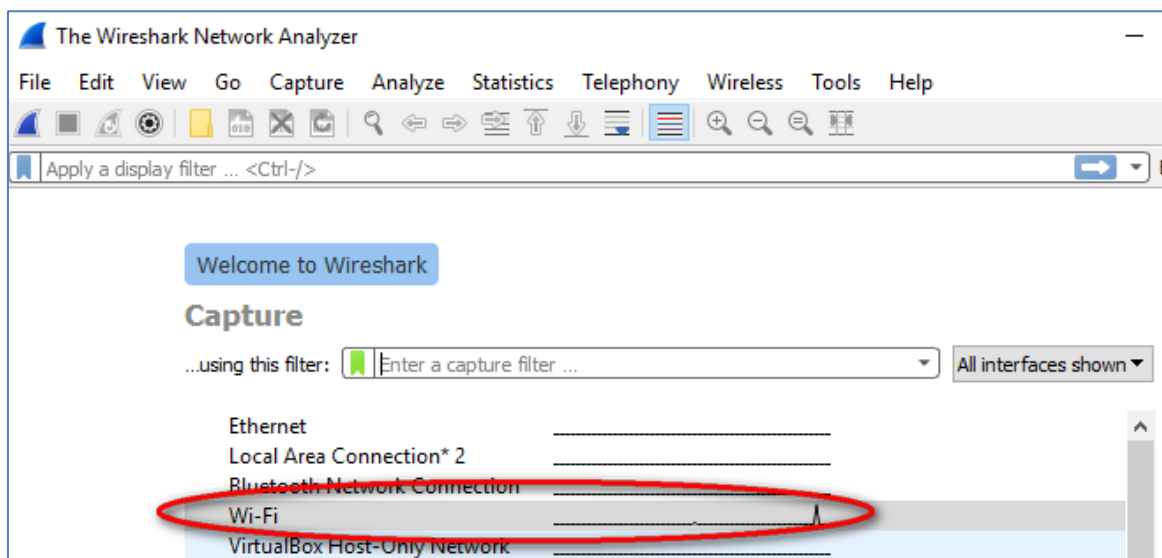 The Wireshark Network Analyzer
File Edit View Go Capture Analyze Statistics Telephony Wireless Tools Help
Apply a display filter ... <Ctrl-/>
Welcome to Wireshark
Capture
...using this filter: Enter a capture filter ... All interfaces shown
Ethernet
Local Area Connection* 2
Bluetooth Network Connection
Wi-Fi
VirtualBox Host-Only Network